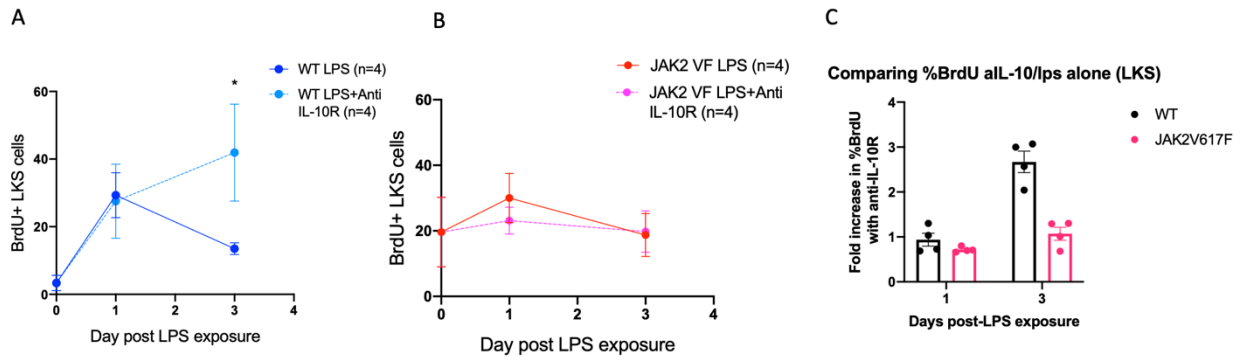 A
WT LPS (n=4)
WT LPS+Anti
IL-10R (n=4)
*
BrdU+ LKS cells
60
40
20
0
0
1
2
3
4
Day post LPS exposure
B
JAK2 VF LPS (n=4)
JAK2 VF LPS+Anti
IL-10R (n=4)
BrdU+ LKS cells
60
40
20
0
0
1
2
3
4
Day post LPS exposure
C
Comparing %BrdU aIL-10/lps alone (LKS)
WT
JAK2V617F
Fold increase in %BrdU
with anti-IL-10R
4
3
2
1
0
1
3
Days post-LPS exposure